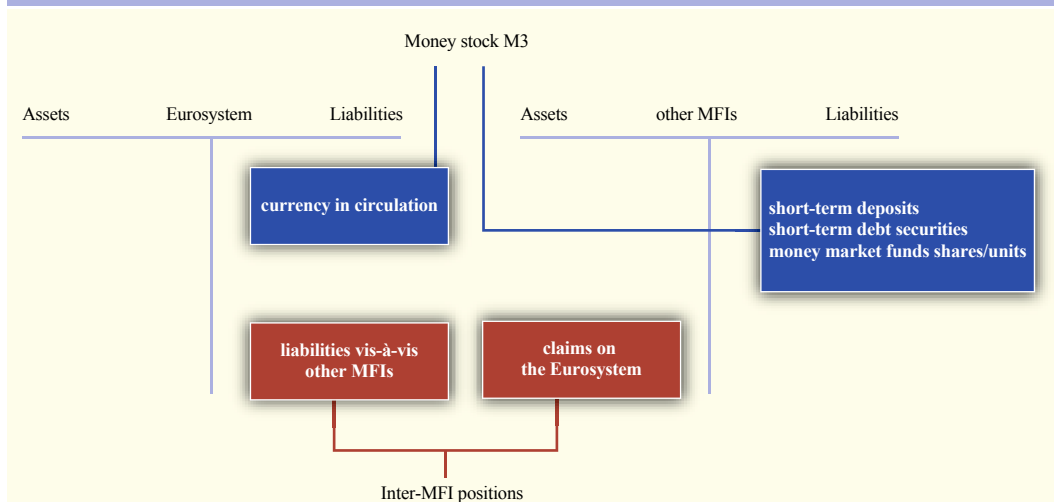 Money stock M3
Assets Eurosystem Liabilities
Assets other MFIs Liabilities
currency in circulation
short-term deposits
short-term debt securities
money market funds shares/units
liabilities vis-à-vis
other MFIs
claims on
the Eurosystem
Inter-MFI positions